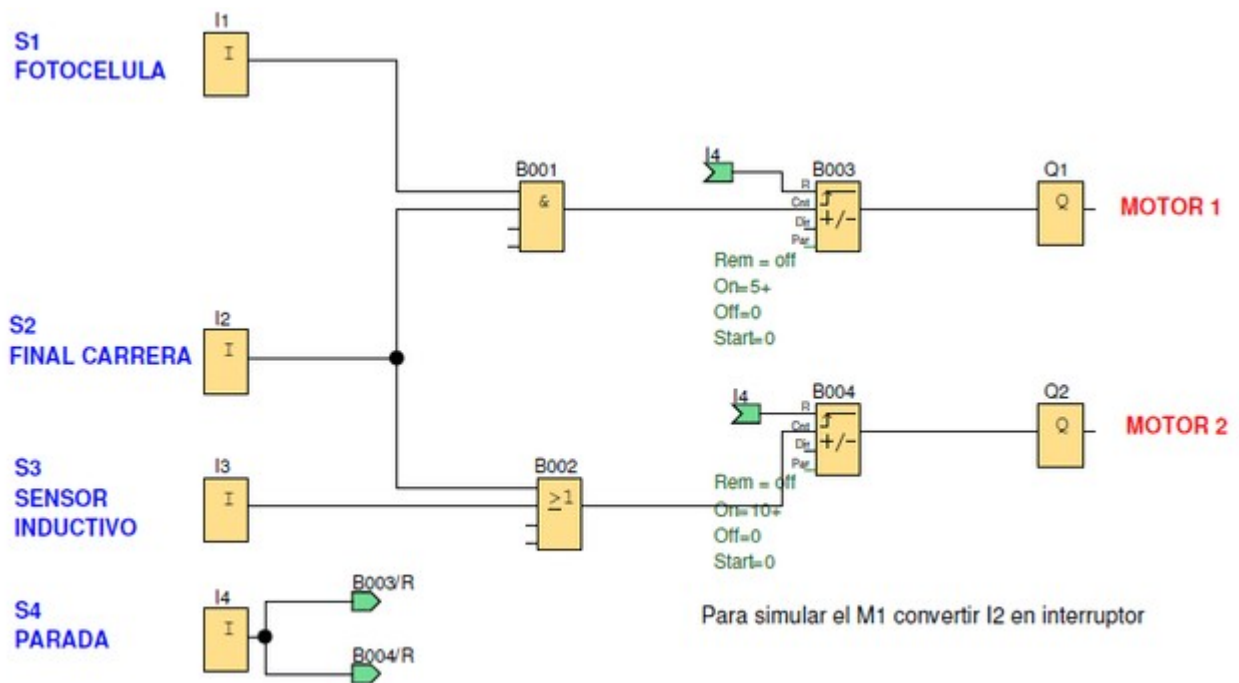 S1
FOTOCELULA
I1
I
B001
&
I4
R
Cnt
Dir
Par
B003
+/-
Rem = off
On=5+
Off=0
Start=0
Q1
Q
MOTOR 1
S2
FINAL CARRERA
I2
I
I4
R
Cnt
Dir
Par
B004
+/-
Rem = off
On=10+
Off=0
Start=0
Q2
Q
MOTOR 2
S3
SENSOR
INDUCTIVO
I3
I
B002
≥1
S4
PARADA
I4
I
B003/R
B004/R
Para simular el M1 convertir I2 en interruptor